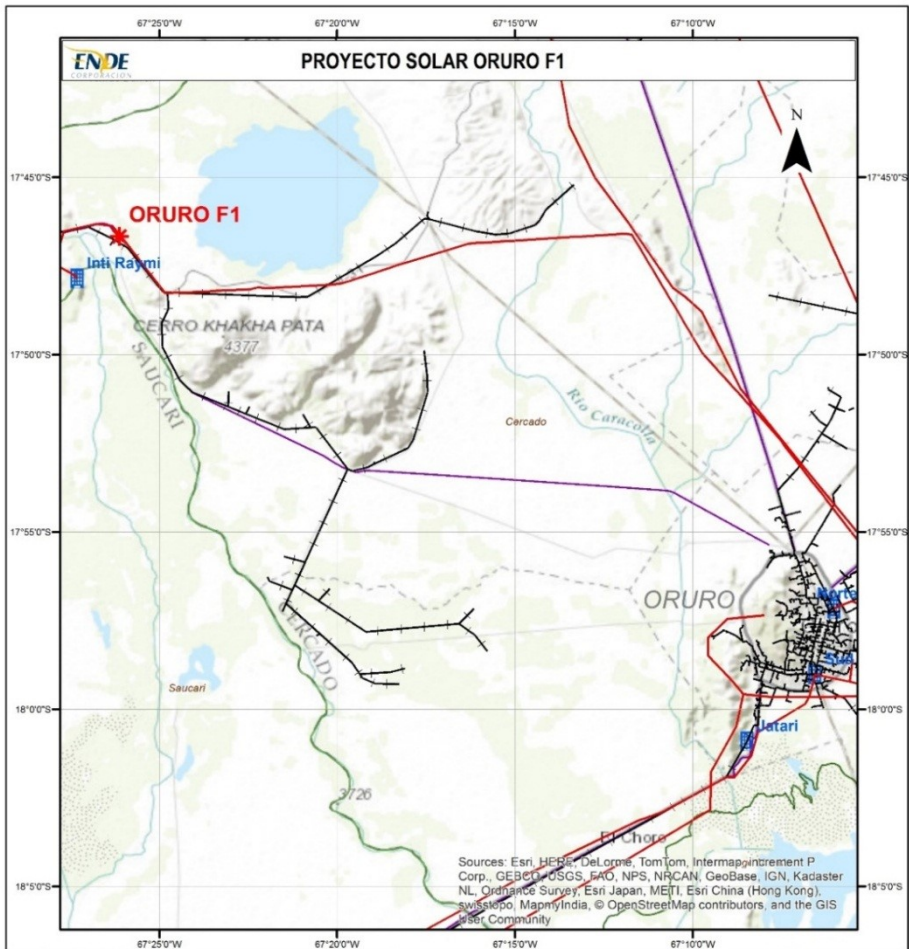 67°25'0"W 67°20'0"W 67°15'0"W 67°10'0"W
ENDE
CORPORACIÓN
PROYECTO SOLAR ORURO F1
N
17°45'0"S 17°45'0"S
ORURO F1
Inti Raymi
CERRO KHAKHA PATA
4377
17°50'0"S 17°50'0"S
SAUCARI
Cercado
Rio Caracolla
17°55'0"S 17°55'0"S
ORURO
Norte
CERCADO
Sud
Saucari
18°0'0"S 18°0'0"S
Jatari
3726
El Choro
Sources: Esri, HERE, DeLorme, TomTom, Intermap, increment P
Corp., GEBCO, USGS, FAO, NPS, NRCAN, GeoBase, IGN, Kadaster
NL, Ordnance Survey, Esri Japan, METI, Esri China (Hong Kong),
swisstopo, MapmyIndia, © OpenStreetMap contributors, and the GIS
User Community
18°5'0"S 18°5'0"S
67°25'0"W 67°20'0"W 67°15'0"W 67°10'0"W